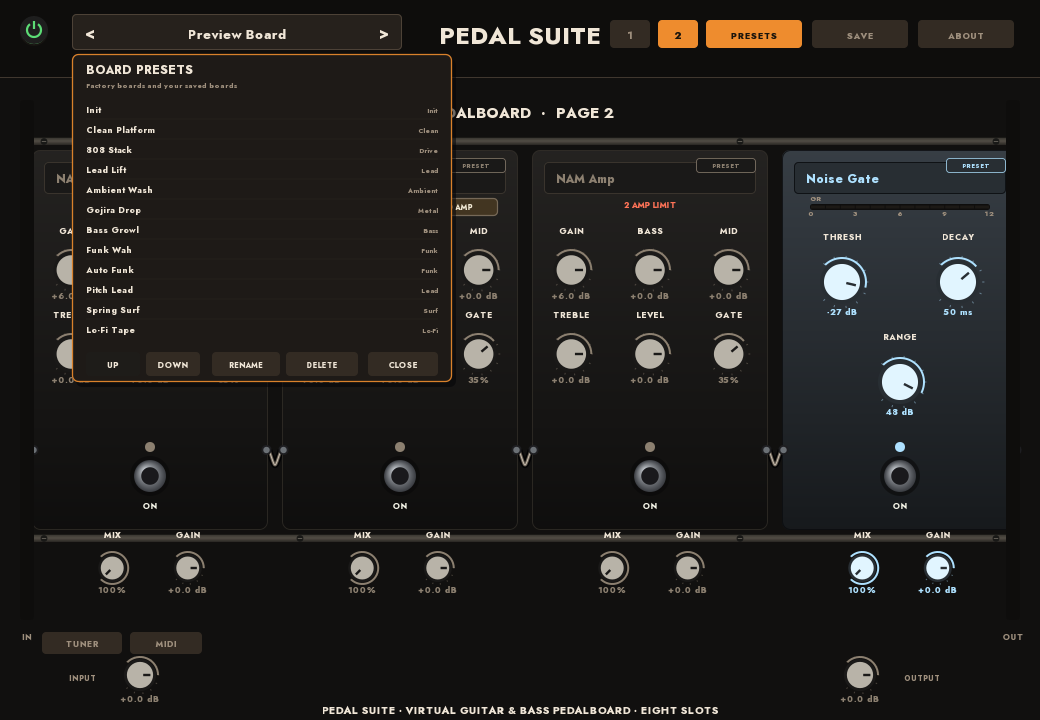 < Preview Board >
PEDAL SUITE
1 2 PRESETS SAVE ABOUT
BOARD PRESETS
Factory boards and your saved boards
Init Init
Clean Platform Clean
808 Stack Drive
Lead Lift Lead
Ambient Wash Ambient
Gojira Drop Metal
Bass Growl Bass
Funk Wah Funk
Auto Funk Funk
Pitch Lead Lead
Spring Surf Surf
Lo-Fi Tape Lo-Fi
UP DOWN RENAME DELETE CLOSE
DALBOARD · PAGE 2
PRESET
AMP
MID
+0.0 dB
GATE
35%
ON
ON
NAM Amp PRESET
2 AMP LIMIT
GAIN BASS MID
+6.0 dB +0.0 dB +0.0 dB
TREBLE LEVEL GATE
+0.0 dB +0.0 dB 35%
ON
Noise Gate PRESET
GR
0 3 6 9 12
THRESH DECAY
-27 dB 50 ms
RANGE
48 dB
ON
MIX GAIN MIX GAIN MIX GAIN MIX GAIN
100% +0.0 dB 100% +0.0 dB 100% +0.0 dB 100% +0.0 dB
IN TUNER MIDI OUT
INPUT OUTPUT
+0.0 dB +0.0 dB
PEDAL SUITE · VIRTUAL GUITAR & BASS PEDALBOARD · EIGHT SLOTS